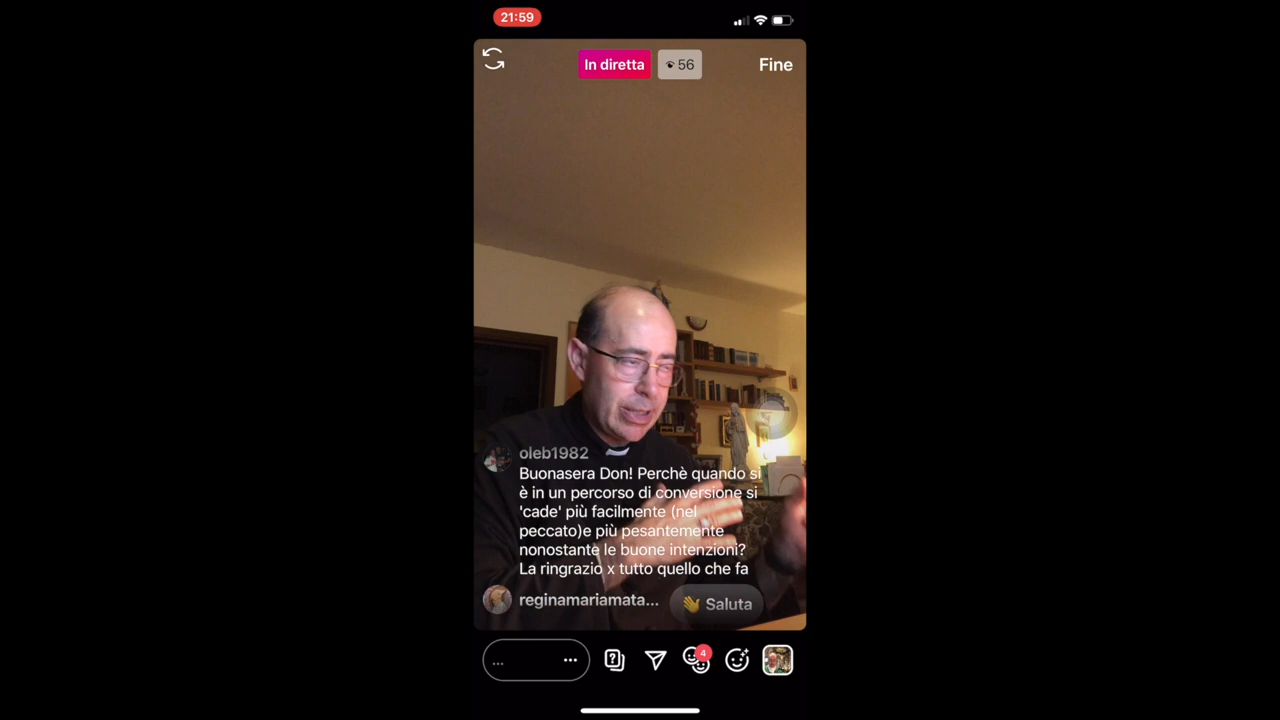 21:59
In diretta
56
Fine
oleb1982
Buonasera Don! Perchè quando si
è in un percorso di conversione si
'cade' più facilmente (nel
peccato)e più pesantemente
nonostante le buone intenzioni?
La ringrazio x tutto quello che fa
reginamariamata...
👋 Saluta
...
4